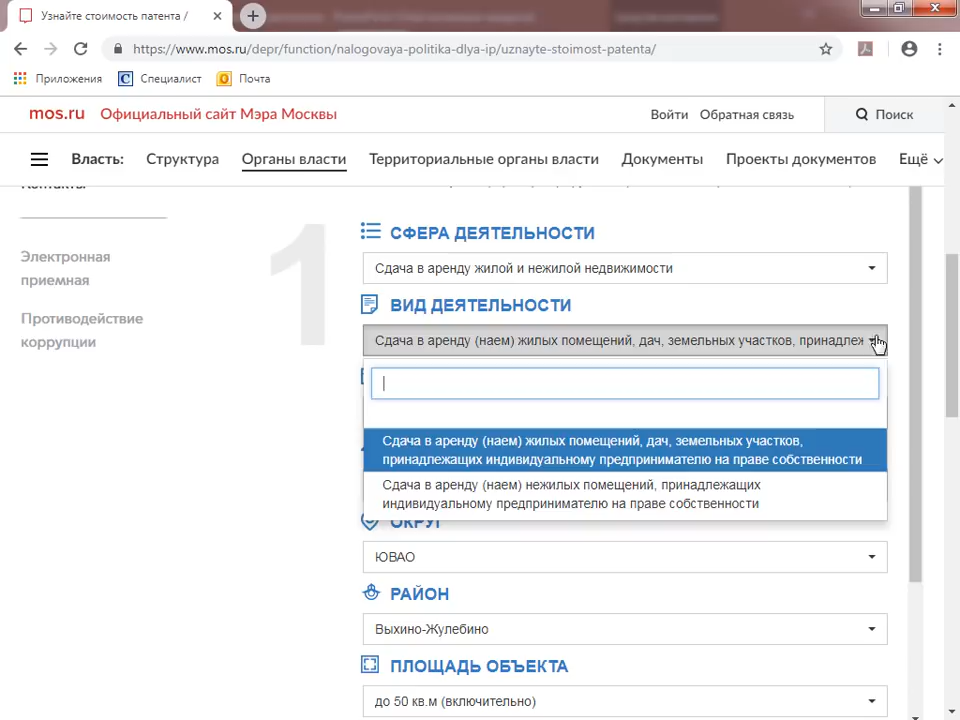 Узнайте стоимость патента /
https://www.mos.ru/depr/function/nalogovaya-politika-dlya-ip/uznayte-stoimost-patenta/
Приложения
Специалист
Почта
mos.ru Официальный сайт Мэра Москвы
Войти
Обратная связь
Поиск
Власть:
Структура
Органы власти
Территориальные органы власти
Документы
Проекты документов
Ещё
Контакты
Электронная
приемная
Противодействие
коррупции
1
СФЕРА ДЕЯТЕЛЬНОСТИ
Сдача в аренду жилой и нежилой недвижимости
ВИД ДЕЯТЕЛЬНОСТИ
Сдача в аренду (наем) жилых помещений, дач, земельных участков, принадлеж
Сдача в аренду (наем) жилых помещений, дач, земельных участков,
принадлежащих индивидуальному предпринимателю на праве собственности
Сдача в аренду (наем) нежилых помещений, принадлежащих
индивидуальному предпринимателю на праве собственности
ОКРУГ
ЮВАО
РАЙОН
Выхино-Жулебино
ПЛОЩАДЬ ОБЪЕКТА
до 50 кв.м (включительно)